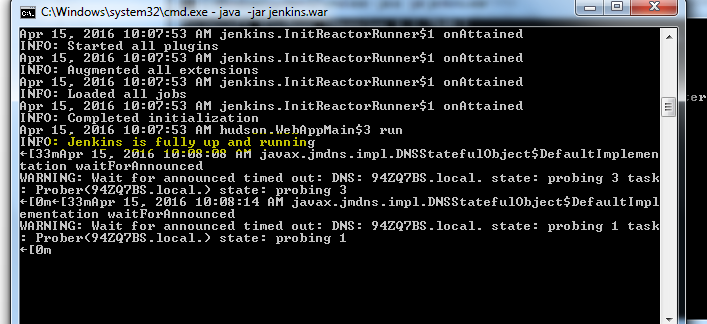 C:\Windows\system32\cmd.exe - java -jar jenkins.war
Apr 15, 2016 10:07:53 AM jenkins.InitReactorRunner$1 onAttained
INFO: Started all plugins
Apr 15, 2016 10:07:53 AM jenkins.InitReactorRunner$1 onAttained
INFO: Augmented all extensions
Apr 15, 2016 10:07:53 AM jenkins.InitReactorRunner$1 onAttained
INFO: Loaded all jobs
Apr 15, 2016 10:07:53 AM jenkins.InitReactorRunner$1 onAttained
INFO: Completed initialization
Apr 15, 2016 10:07:53 AM hudson.WebAppMain$3 run
INFO: Jenkins is fully up and running
←[33mApr 15, 2016 10:08:08 AM javax.jmdns.impl.DNSStatefulObject$DefaultImplemen
tation waitForAnnounced
WARNING: Wait for announced timed out: DNS: 94ZQ7BS.local. state: probing 3 task
: Prober(94ZQ7BS.local.) state: probing 3
←[0m←[33mApr 15, 2016 10:08:14 AM javax.jmdns.impl.DNSStatefulObject$DefaultImpl
ementation waitForAnnounced
WARNING: Wait for announced timed out: DNS: 94ZQ7BS.local. state: probing 1 task
: Prober(94ZQ7BS.local.) state: probing 1
←[0m